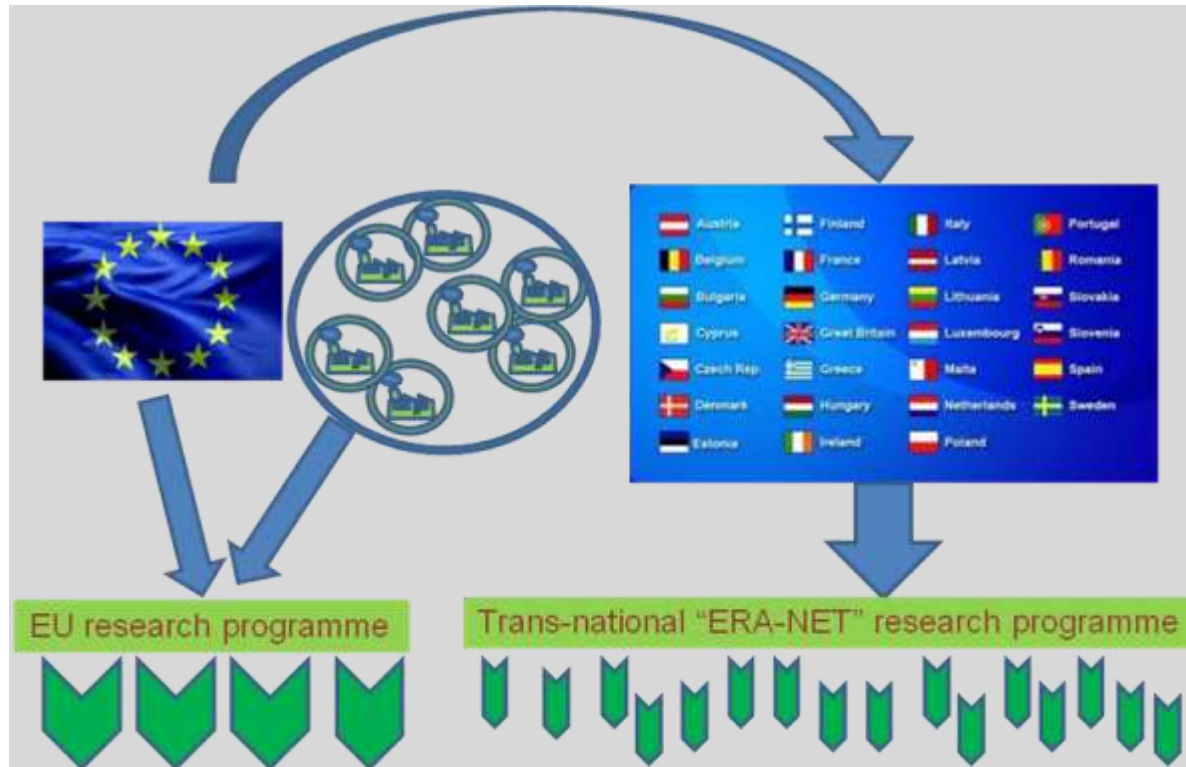 Austria
Finland
Italy
Portugal
Belgium
France
Latvia
Romania
Bulgaria
Germany
Lithuania
Slovakia
Cyprus
Great Britain
Luxembourg
Slovenia
Czech Rep
Greece
Malta
Spain
Denmark
Hungary
Netherlands
Sweden
Estonia
Ireland
Poland
EU research programme
Trans-national “ERA-NET” research programme